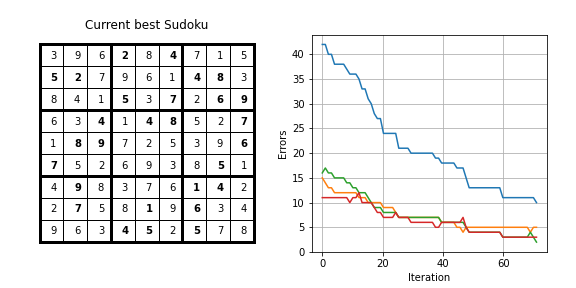 Current best Sudoku
3 9 6 2 8 4 7 1 5
5 2 7 9 6 1 4 8 3
8 4 1 5 3 7 2 6 9
6 3 4 1 4 8 5 2 7
1 8 9 7 2 5 3 9 6
7 5 2 6 9 3 8 5 1
4 9 8 3 7 6 1 4 2
2 7 5 8 1 9 6 3 4
9 6 3 4 5 2 5 7 8
Errors
40
35
30
25
20
15
10
5
0
0 20 40 60
Iteration